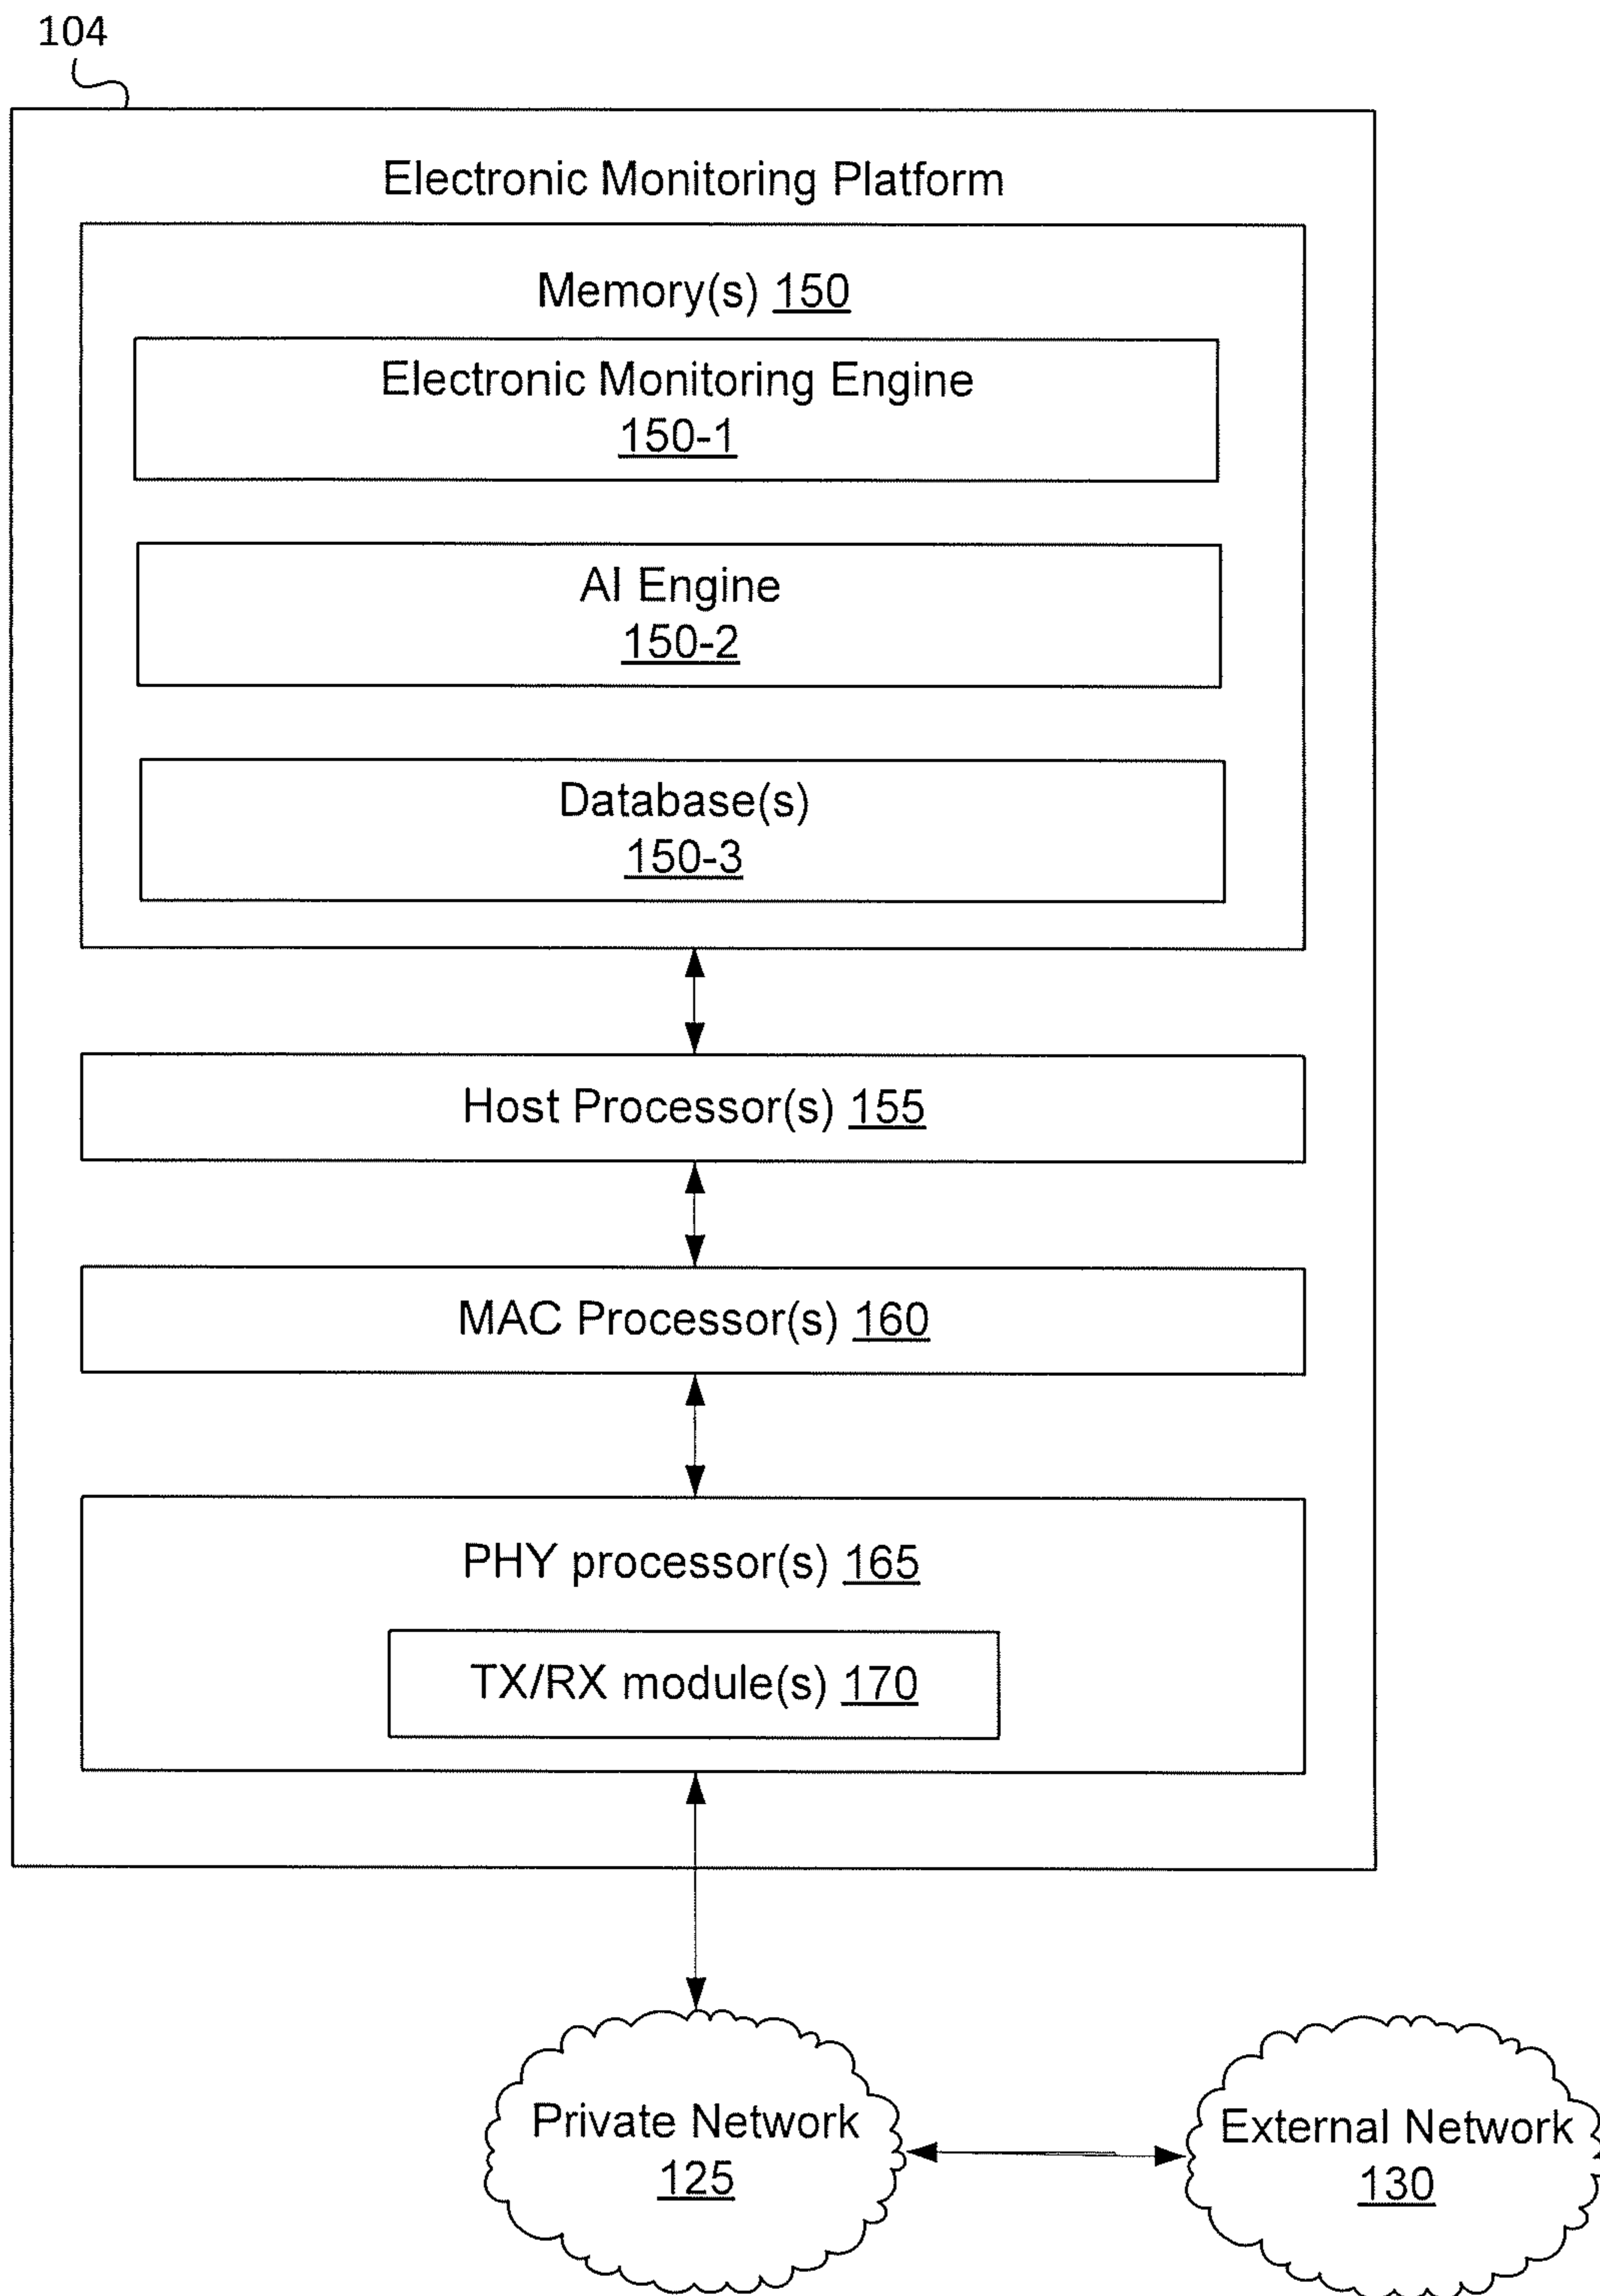 104
Electronic Monitoring Platform
Memory(s) 150
Electronic Monitoring Engine
150-1
AI Engine
150-2
Database(s)
150-3
Host Processor(s) 155
MAC Processor(s) 160
PHY processor(s) 165
TX/RX module(s) 170
Private Network
125
External Network
130